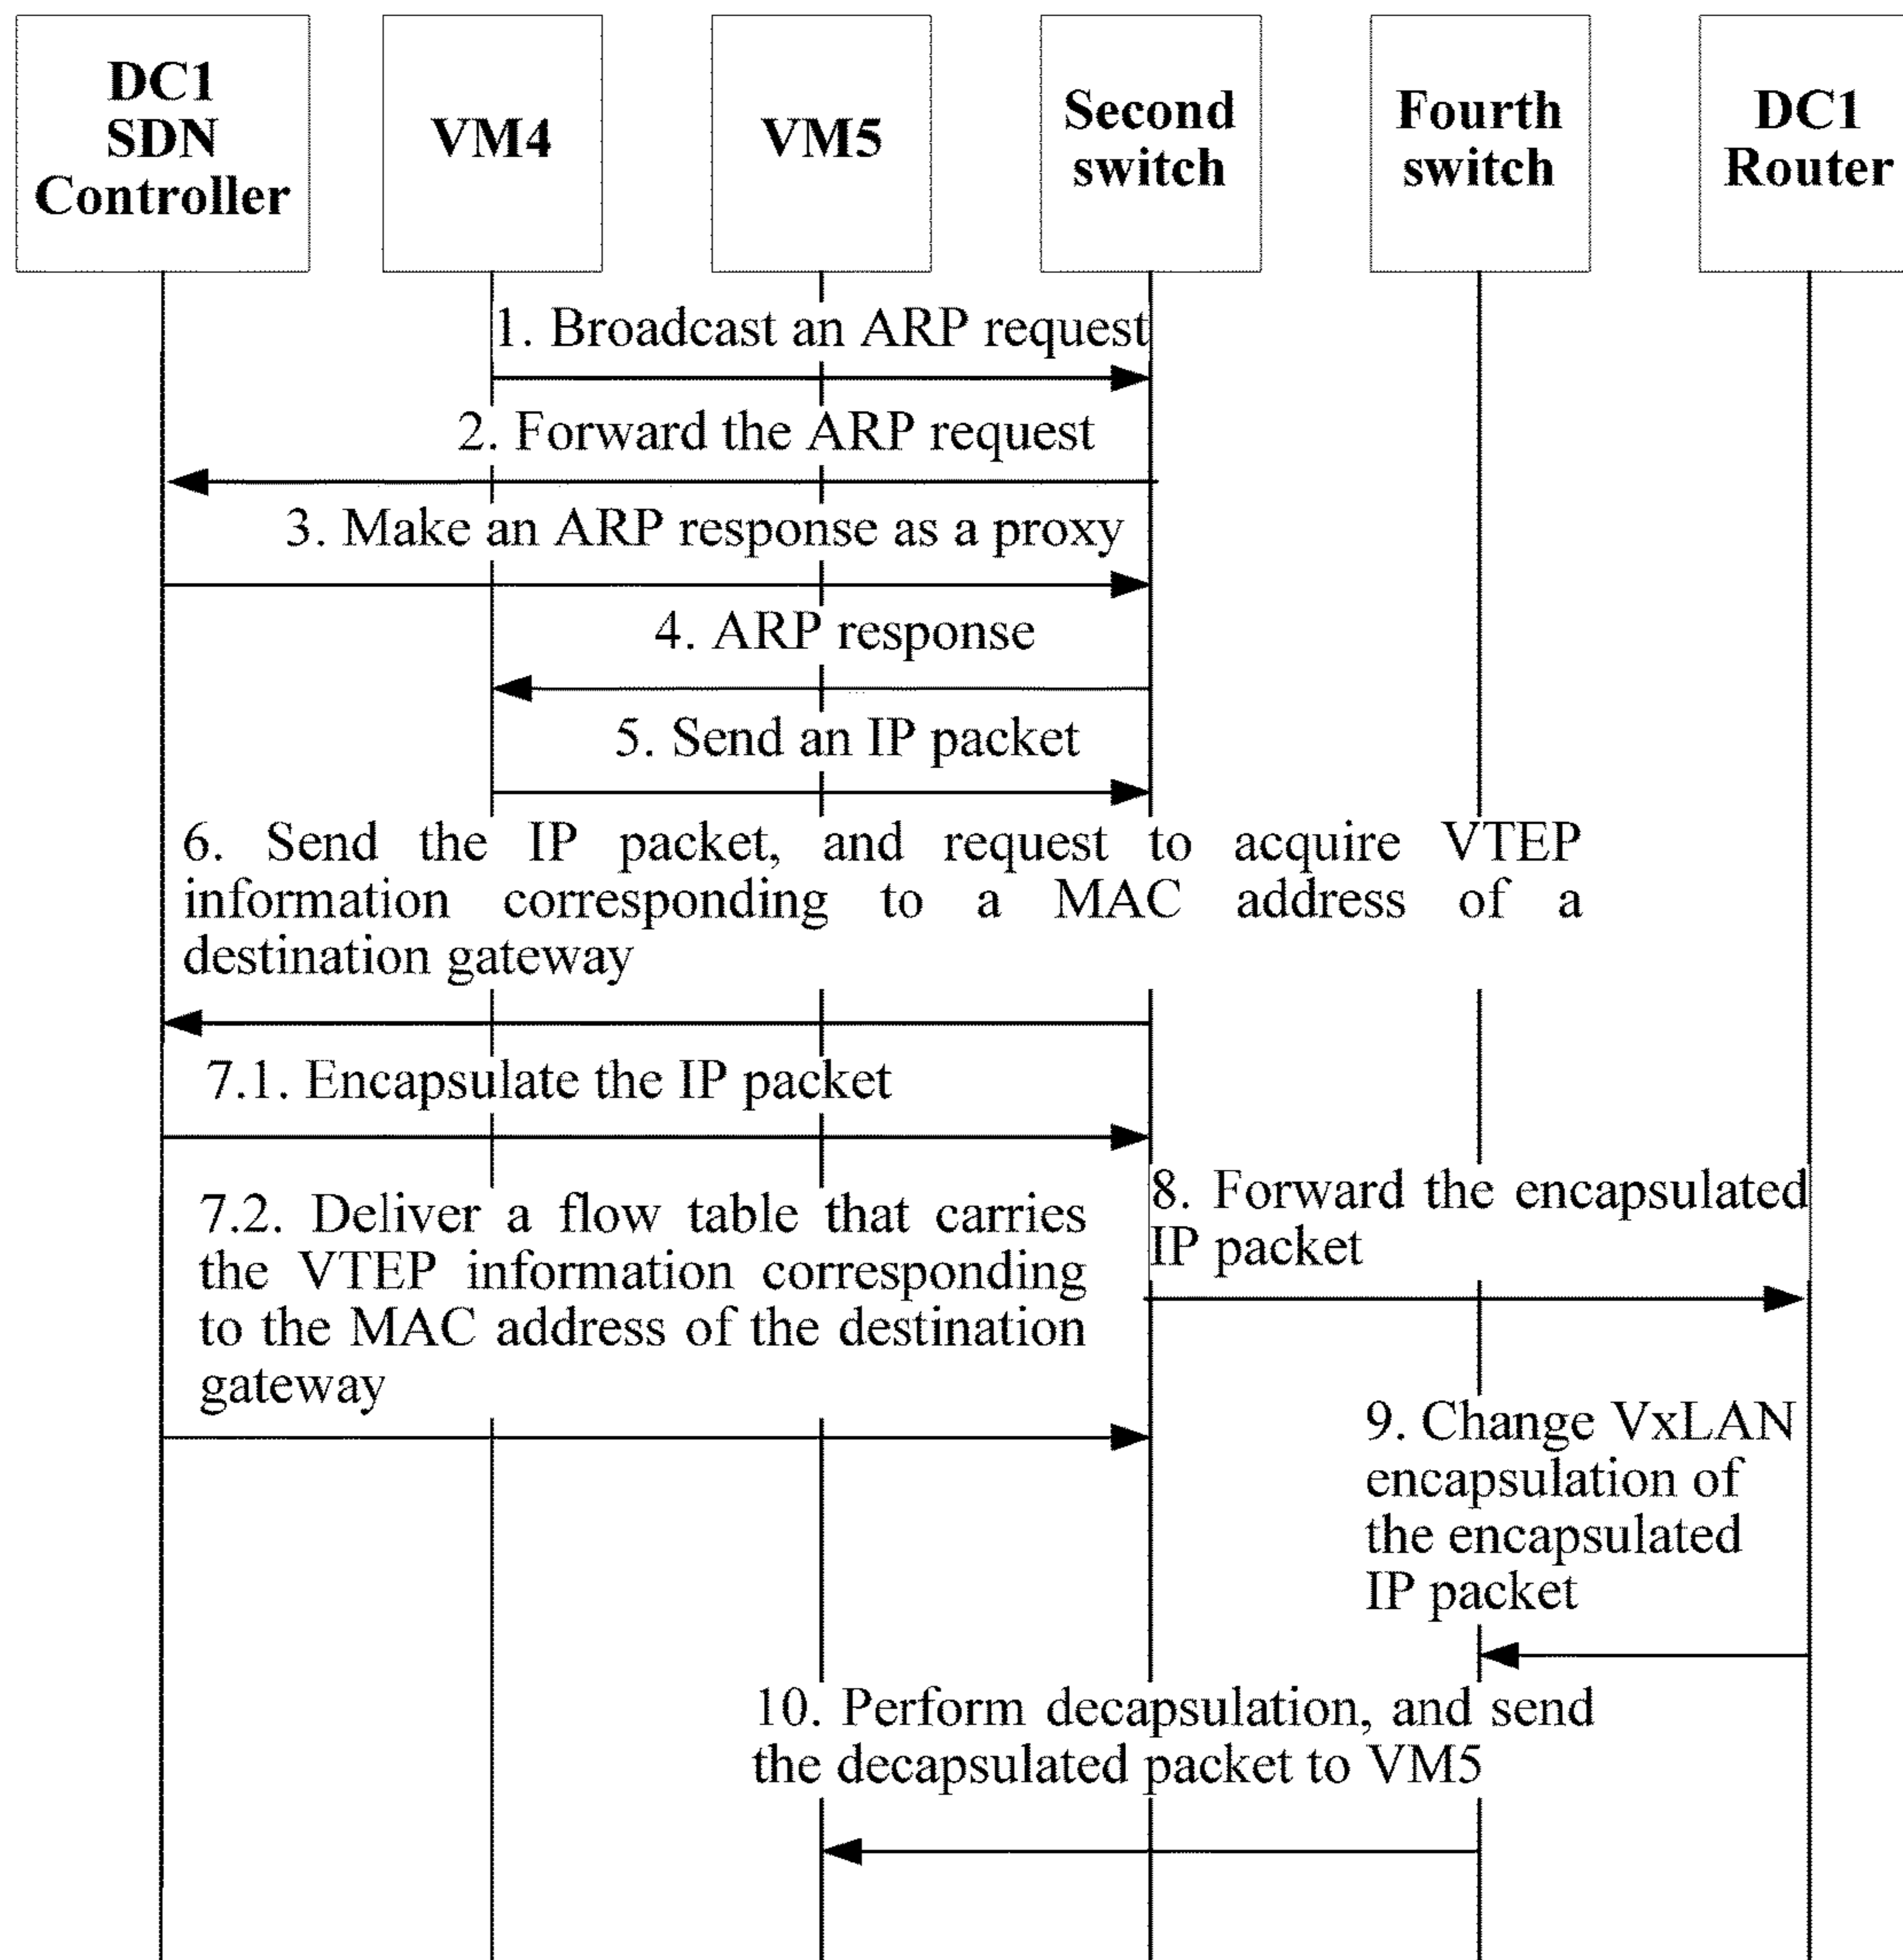 DC1
SDN
Controller
VM4
VM5
Second
switch
Fourth
switch
DC1
Router
1. Broadcast an ARP request
2. Forward the ARP request
3. Make an ARP response as a proxy
4. ARP response
5. Send an IP packet
6. Send the IP packet, and request to acquire VTEP
information corresponding to a MAC address of a
destination gateway
7.1. Encapsulate the IP packet
7.2. Deliver a flow table that carries
the VTEP information corresponding
to the MAC address of the destination
gateway
8. Forward the encapsulated
IP packet
9. Change VxLAN
encapsulation of
the encapsulated
IP packet
10. Perform decapsulation, and send
the decapsulated packet to VM5